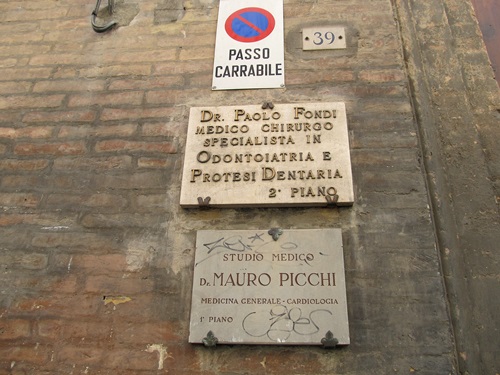 PASSO
CARRABILE
39
DR. PAOLO FONDI
MEDICO CHIRURGO
SPECIALISTA IN
ODONTOIATRIA E
PROTESI DENTARIA
2° PIANO
STUDIO MEDICO
DR. MAURO PICCHI
MEDICINA GENERALE - CARDIOLOGIA
1° PIANO